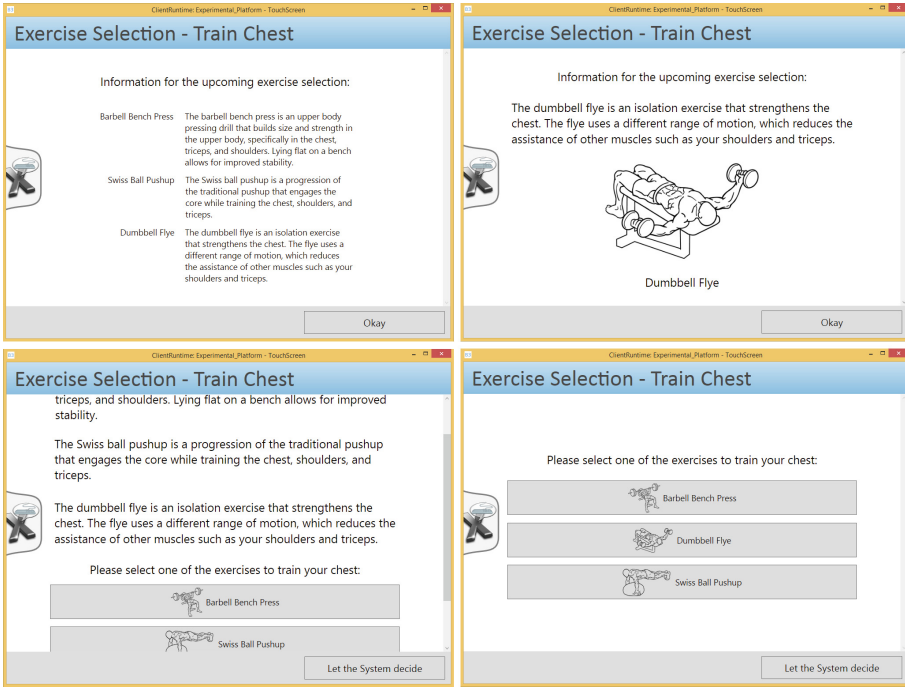 ClientRuntime: Experimental_Platform - TouchScreen
Exercise Selection - Train Chest
Information for the upcoming exercise selection:
Barbell Bench Press
The barbell bench press is an upper body
pressing drill that builds size and strength in
the upper body, specifically in the chest,
triceps, and shoulders. Lying flat on a bench
allows for improved stability.
Swiss Ball Pushup
The Swiss ball pushup is a progression of
the traditional pushup that engages the
core while training the chest, shoulders, and
triceps.
Dumbbell Flye
The dumbbell flye is an isolation exercise
that strengthens the chest. The flye uses a
different range of motion, which reduces
the assistance of other muscles such as your
shoulders and triceps.
Okay
ClientRuntime: Experimental_Platform - TouchScreen
Exercise Selection - Train Chest
Information for the upcoming exercise selection:
The dumbbell flye is an isolation exercise that strengthens the
chest. The flye uses a different range of motion, which reduces the
assistance of other muscles such as your shoulders and triceps.
Dumbbell Flye
Okay
ClientRuntime: Experimental_Platform - TouchScreen
Exercise Selection - Train Chest
triceps, and shoulders. Lying flat on a bench allows for improved
stability.
The Swiss ball pushup is a progression of the traditional pushup
that engages the core while training the chest, shoulders, and
triceps.
The dumbbell flye is an isolation exercise that strengthens the
chest. The flye uses a different range of motion, which reduces the
assistance of other muscles such as your shoulders and triceps.
Please select one of the exercises to train your chest:
Barbell Bench Press
Swiss Ball Pushup
Let the System decide
ClientRuntime: Experimental_Platform - TouchScreen
Exercise Selection - Train Chest
Please select one of the exercises to train your chest:
Barbell Bench Press
Dumbbell Flye
Swiss Ball Pushup
Let the System decide